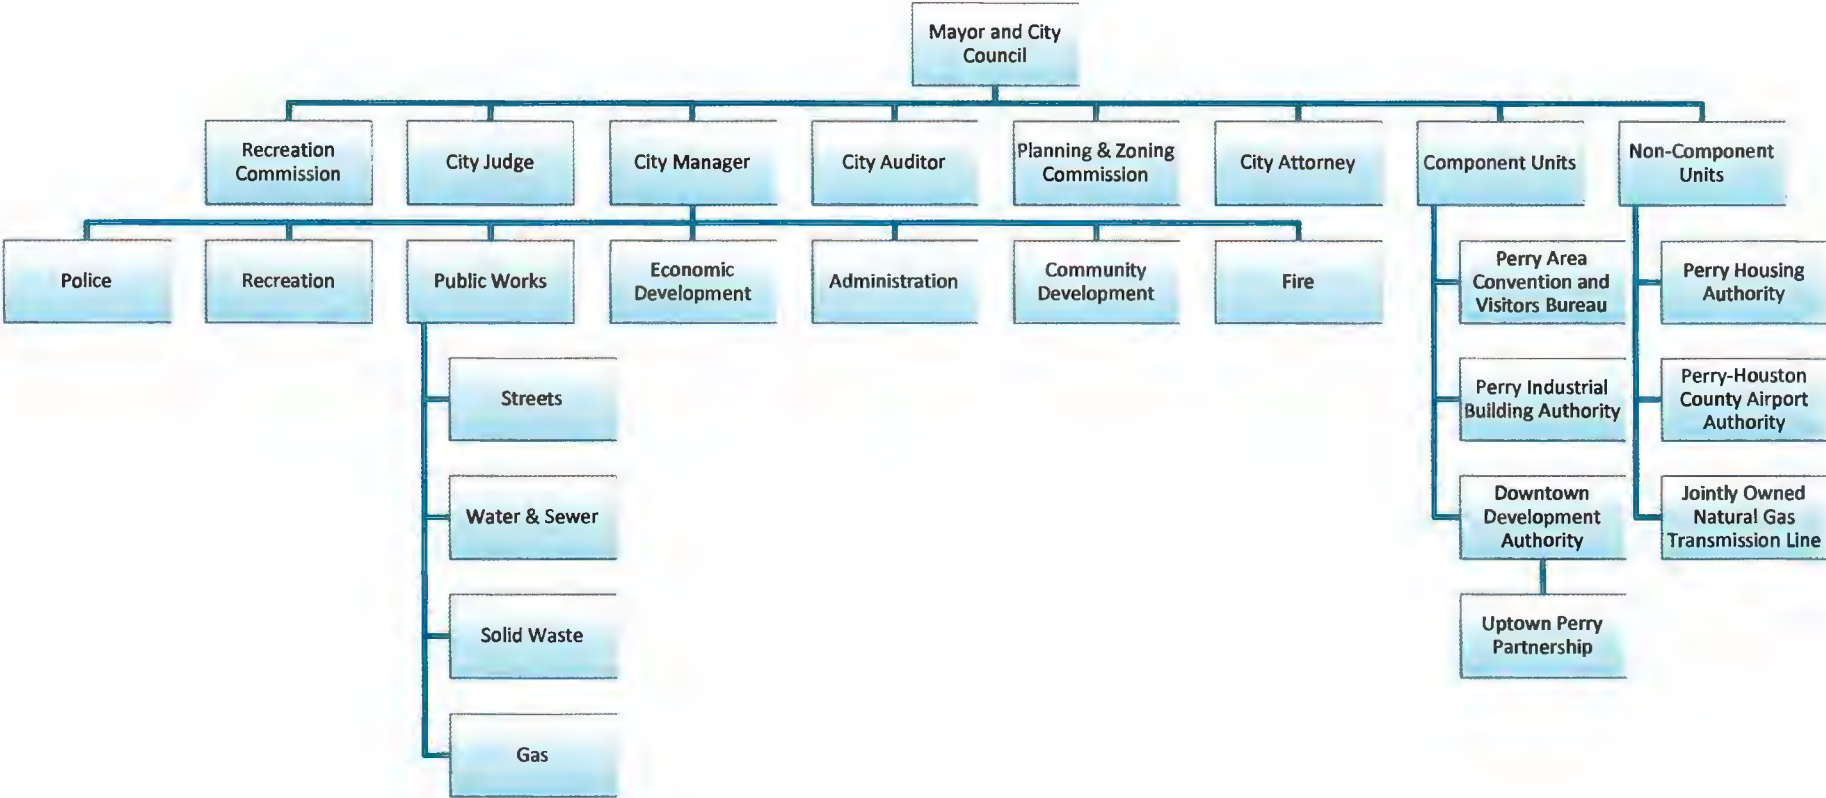 Mayor and City
Council
Recreation
Commission
City Judge
City Manager
City Auditor
Planning & Zoning
Commission
City Attorney
Component Units
Non-Component
Units
Police
Recreation
Public Works
Economic
Development
Administration
Community
Development
Fire
Perry Area
Convention and
Visitors Bureau
Perry Housing
Authority
Streets
Perry Industrial
Building Authority
Perry-Houston
County Airport
Authority
Water & Sewer
Downtown
Development
Authority
Jointly Owned
Natural Gas
Transmission Line
Solid Waste
Uptown Perry
Partnership
Gas